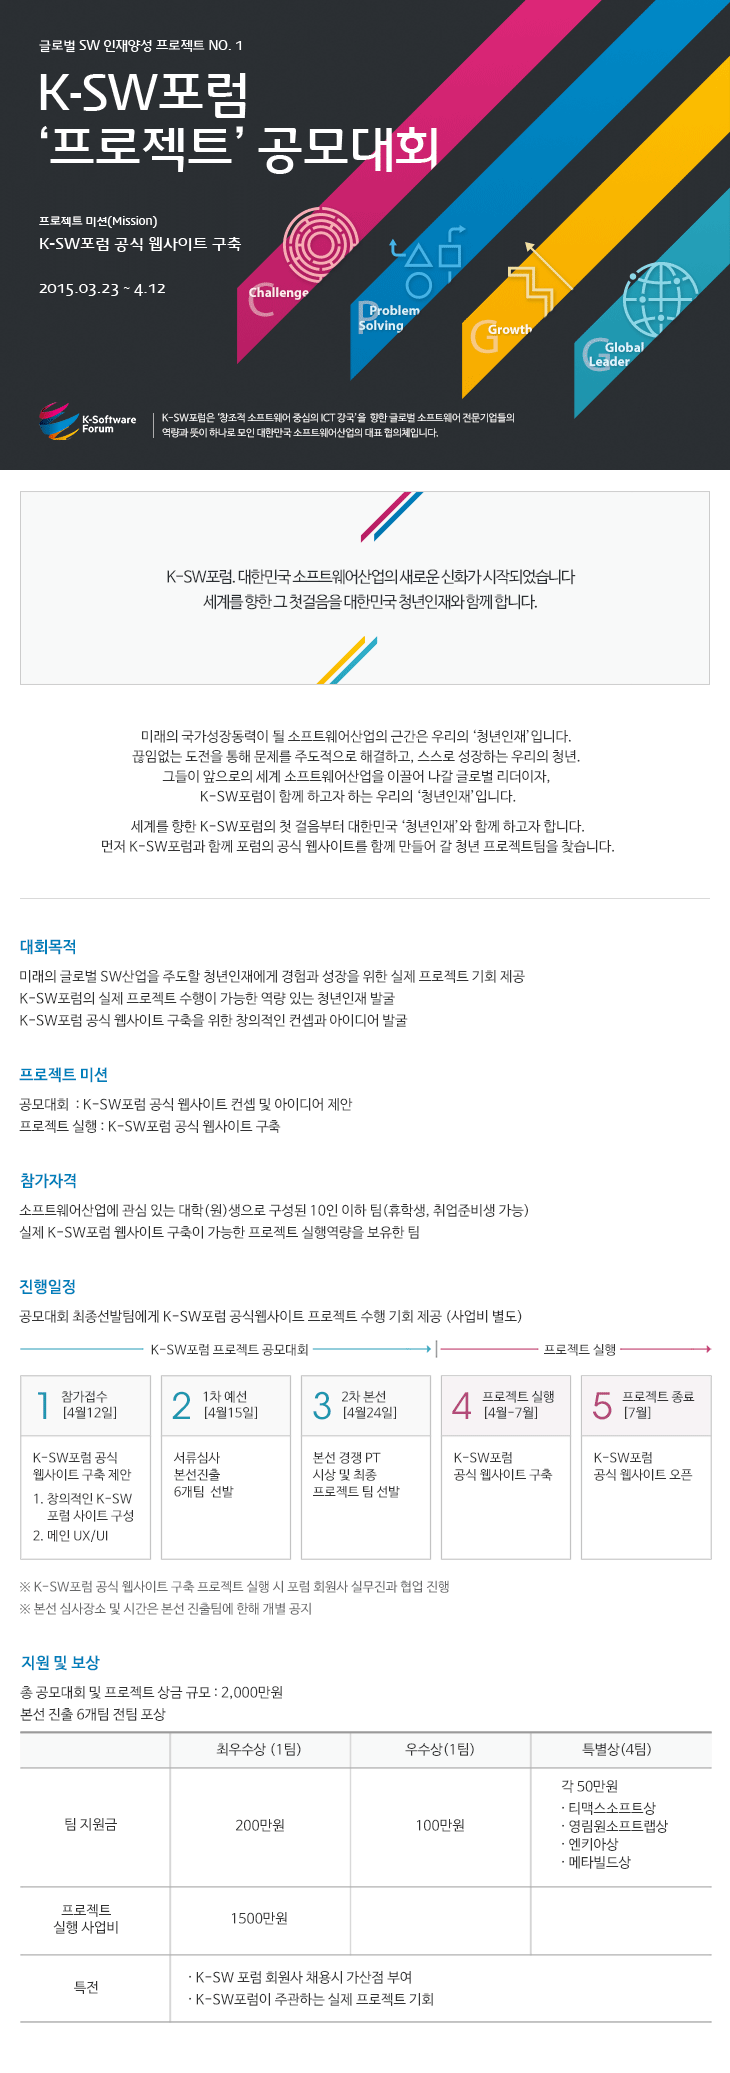 글로벌 SW 인재양성 프로젝트 NO. 1
K-SW포럼
‘프로젝트’ 공모대회
프로젝트 미션(Mission)
K-SW포럼 공식 웹사이트 구축
2015.03.23 ~ 4.12
C Challenge
P Problem
Solving
G Growth
G Global
Leader
K-Software
Forum
K-SW포럼은 ‘창조적 소프트웨어 중심의 ICT 강국’을 향한 글로벌 소프트웨어 전문기업들의
역량과 뜻이 하나로 모인 대한민국 소프트웨어산업의 대표 협의체입니다.
K-SW포럼. 대한민국 소프트웨어산업의 새로운 신화가 시작되었습니다
세계를 향한 그 첫걸음을 대한민국 청년인재와 함께 합니다.
미래의 국가성장동력이 될 소프트웨어산업의 근간은 우리의 ‘청년인재’입니다.
끊임없는 도전을 통해 문제를 주도적으로 해결하고, 스스로 성장하는 우리의 청년.
그들이 앞으로의 세계 소프트웨어산업을 이끌어 나갈 글로벌 리더이자,
K-SW포럼이 함께 하고자 하는 우리의 ‘청년인재’입니다.
세계를 향한 K-SW포럼의 첫 걸음부터 대한민국 ‘청년인재’와 함께 하고자 합니다.
먼저 K-SW포럼과 함께 포럼의 공식 웹사이트를 함께 만들어 갈 청년 프로젝트팀을 찾습니다.
대회목적
미래의 글로벌 SW산업을 주도할 청년인재에게 경험과 성장을 위한 실제 프로젝트 기회 제공
K-SW포럼의 실제 프로젝트 수행이 가능한 역량 있는 청년인재 발굴
K-SW포럼 공식 웹사이트 구축을 위한 창의적인 컨셉과 아이디어 발굴
프로젝트 미션
공모대회 : K-SW포럼 공식 웹사이트 컨셉 및 아이디어 제안
프로젝트 실행 : K-SW포럼 공식 웹사이트 구축
참가자격
소프트웨어산업에 관심 있는 대학(원)생으로 구성된 10인 이하 팀(휴학생, 취업준비생 가능)
실제 K-SW포럼 웹사이트 구축이 가능한 프로젝트 실행역량을 보유한 팀
진행일정
공모대회 최종선발팀에게 K-SW포럼 공식웹사이트 프로젝트 수행 기회 제공 (사업비 별도)
K-SW포럼 프로젝트 공모대회
프로젝트 실행
1 참가접수
[4월12일]
K-SW포럼 공식
웹사이트 구축 제안
1. 창의적인 K-SW
포럼 사이트 구성
2. 메인 UX/UI
2 1차 예선
[4월15일]
서류심사
본선진출
6개팀 선발
3 2차 본선
[4월24일]
본선 경쟁 PT
시상 및 최종
프로젝트 팀 선발
4 프로젝트 실행
[4월-7월]
K-SW포럼
공식 웹사이트 구축
5 프로젝트 종료
[7월]
K-SW포럼
공식 웹사이트 오픈
※ K-SW포럼 공식 웹사이트 구축 프로젝트 실행 시 포럼 회원사 실무진과 협업 진행
※ 본선 심사장소 및 시간은 본선 진출팀에 한해 개별 공지
지원 및 보상
총 공모대회 및 프로젝트 상금 규모 : 2,000만원
본선 진출 6개팀 전팀 포상
최우수상 (1팀) 우수상(1팀) 특별상(4팀)
팀 지원금 200만원 100만원
각 50만원
· 티맥스소프트상
· 영림원소프트랩상
· 엔키아상
· 메타빌드상
프로젝트
실행 사업비
1500만원
특전
· K-SW 포럼 회원사 채용시 가산점 부여
· K-SW포럼이 주관하는 실제 프로젝트 기회